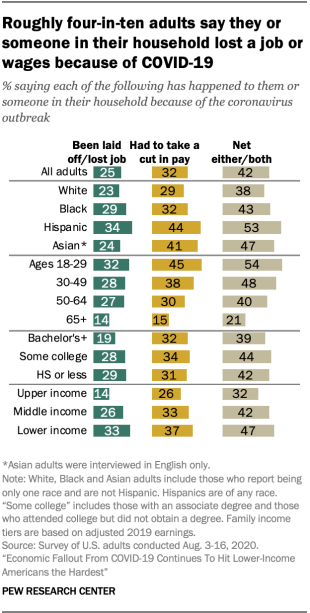 Roughly four-in-ten adults say they or
someone in their household lost a job or
wages because of COVID-19
% saying each of the following has happened to them or
someone in their household because of the coronavirus
outbreak
Been laid off/lost job Had to take a cut in pay Net either/both
All adults 25 32 42
White 23 29 38
Black 29 32 43
Hispanic 34 44 53
Asian* 24 41 47
Ages 18-29 32 45 54
30-49 28 38 48
50-64 27 30 40
65+ 14 15 21
Bachelor's+ 19 32 39
Some college 28 34 44
HS or less 29 31 42
Upper income 14 26 32
Middle income 26 33 42
Lower income 33 37 47
*Asian adults were interviewed in English only.
Note: White, Black and Asian adults include those who report being
only one race and are not Hispanic. Hispanics are of any race.
“Some college” includes those with an associate degree and those
who attended college but did not obtain a degree. Family income
tiers are based on adjusted 2019 earnings.
Source: Survey of U.S. adults conducted Aug. 3-16, 2020.
“Economic Fallout From COVID-19 Continues To Hit Lower-Income
Americans the Hardest”
PEW RESEARCH CENTER